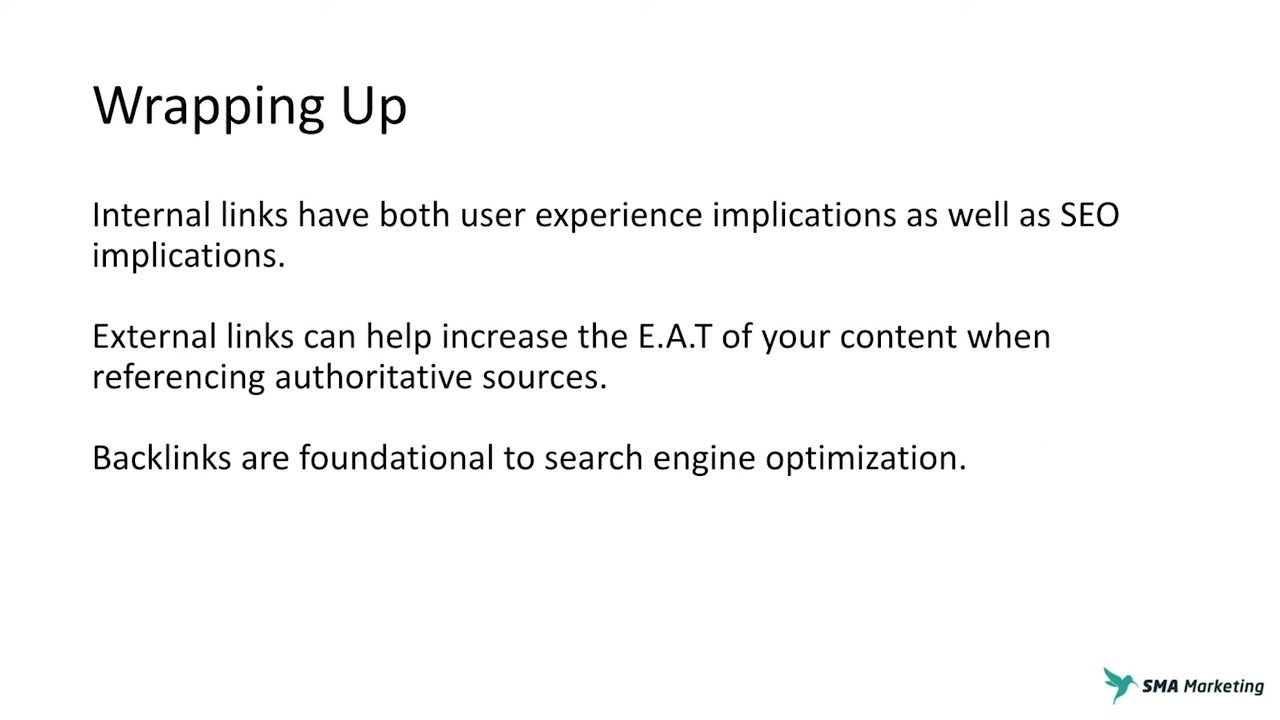 Wrapping Up
Internal links have both user experience implications as well as SEO
implications.
External links can help increase the E.A.T of your content when
referencing authoritative sources.
Backlinks are foundational to search engine optimization.
SMA Marketing